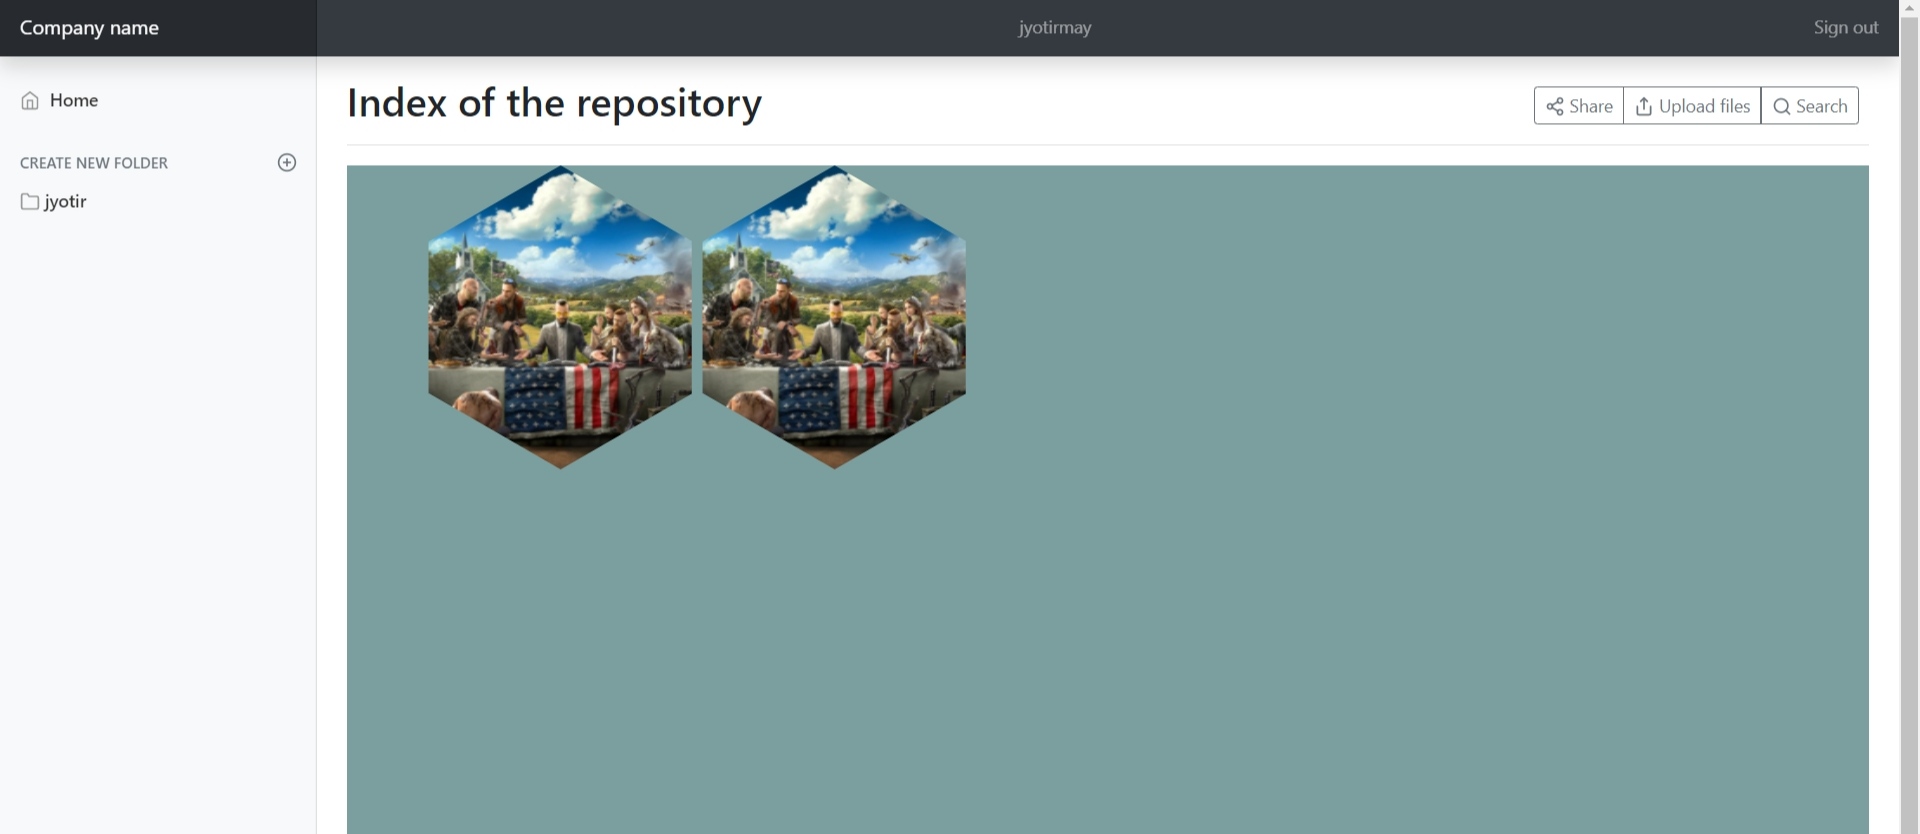 Company name
jyotirmay
Sign out
Home
Index of the repository
Share
Upload files
Search
CREATE NEW FOLDER
jyotir